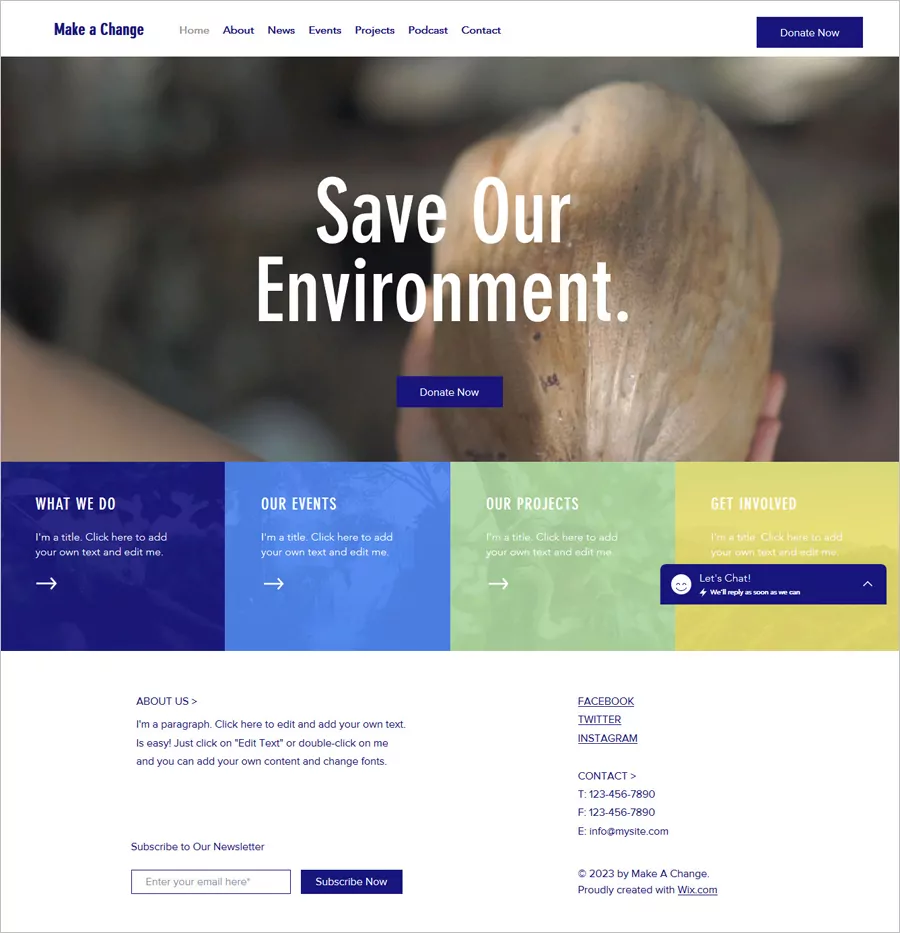 Make a Change
Home About News Events Projects Podcast Contact
Donate Now
Save Our
Environment.
Donate Now
WHAT WE DO
I'm a title. Click here to add
your own text and edit me.
OUR EVENTS
I'm a title. Click here to add
your own text and edit me.
OUR PROJECTS
I'm a title. Click here to add
your own text and edit me.
GET INVOLVED
I'm a title. Click here to add
your own text and edit me.
Let's Chat!
We'll reply as soon as we can
ABOUT US >
I'm a paragraph. Click here to edit and add your own text.
Is easy! Just click on "Edit Text" or double-click on me
and you can add your own content and change fonts.
Subscribe to Our Newsletter
Enter your email here*
Subscribe Now
FACEBOOK
TWITTER
INSTAGRAM
CONTACT >
T: 123-456-7890
F: 123-456-7890
E: info@mysite.com
© 2023 by Make A Change.
Proudly created with Wix.com